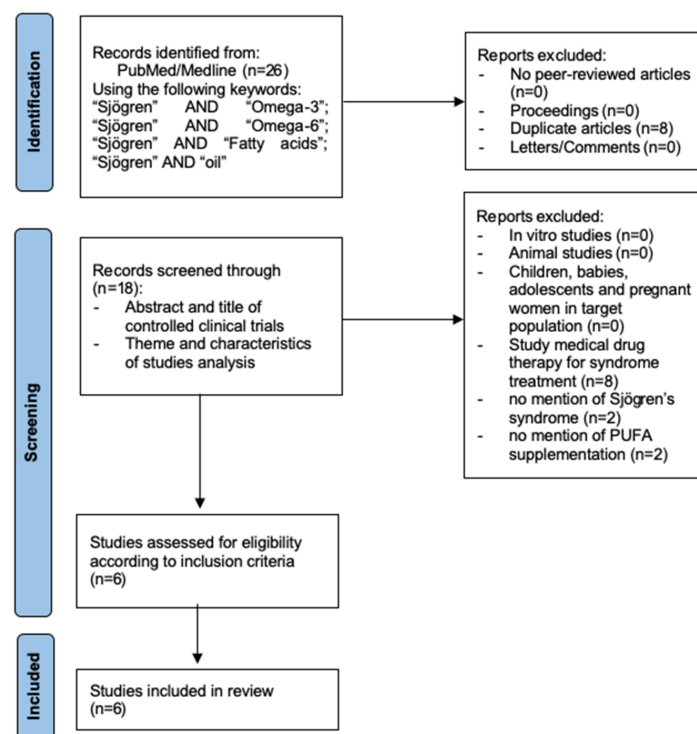 Identification
Records identified from:
PubMed/Medline (n=26)
Using the following keywords:
“Sjögren” AND “Omega-3”;
“Sjögren” AND “Omega-6”;
“Sjögren” AND “Fatty acids”;
“Sjögren” AND “oil”
Reports excluded:
- No peer-reviewed articles
(n=0)
- Proceedings (n=0)
- Duplicate articles (n=8)
- Letters/Comments (n=0)
Screening
Records screened through
(n=18):
- Abstract and title of
controlled clinical trials
- Theme and characteristics
of studies analysis
Reports excluded:
- In vitro studies (n=0)
- Animal studies (n=0)
- Children, babies,
adolescents and pregnant
women in target
population (n=0)
- Study medical drug
therapy for syndrome
treatment (n=8)
- no mention of Sjögren’s
syndrome (n=2)
- no mention of PUFA
supplementation (n=2)
Studies assessed for eligibility
according to inclusion criteria
(n=6)
Included
Studies included in review
(n=6)